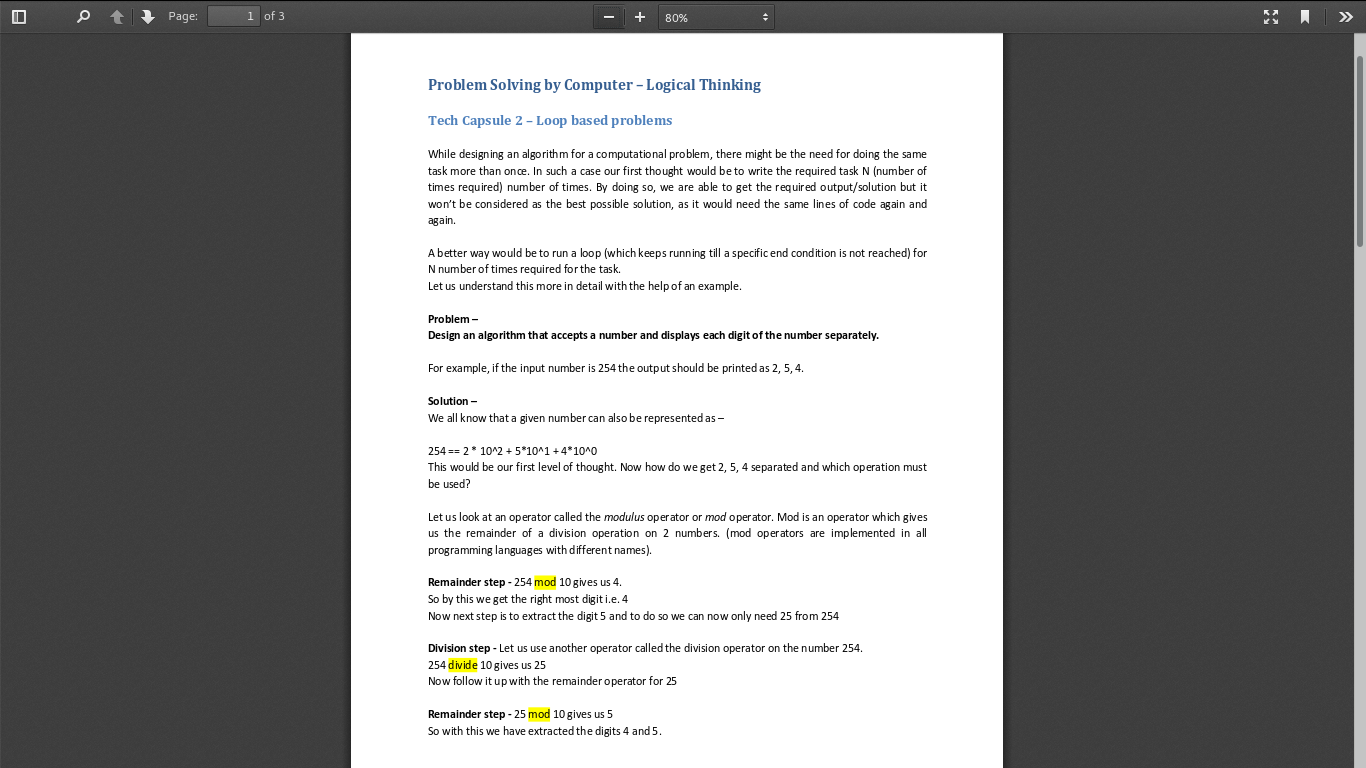 Page: 1 of 3
80%
Problem Solving by Computer – Logical Thinking
Tech Capsule 2 – Loop based problems
While designing an algorithm for a computational problem, there might be the need for doing the same
task more than once. In such a case our first thought would be to write the required task N (number of
times required) number of times. By doing so, we are able to get the required output/solution but it
won't be considered as the best possible solution, as it would need the same lines of code again and
again.
A better way would be to run a loop (which keeps running till a specific end condition is not reached) for
N number of times required for the task.
Let us understand this more in detail with the help of an example.
Problem –
Design an algorithm that accepts a number and displays each digit of the number separately.
For example, if the input number is 254 the output should be printed as 2, 5, 4.
Solution –
We all know that a given number can also be represented as –
254 == 2 * 10^2 + 5*10^1 + 4*10^0
This would be our first level of thought. Now how do we get 2, 5, 4 separated and which operation must
be used?
Let us look at an operator called the modulus operator or mod operator. Mod is an operator which gives
us the remainder of a division operation on 2 numbers. (mod operators are implemented in all
programming languages with different names).
Remainder step - 254 mod 10 gives us 4.
So by this we get the right most digit i.e. 4
Now next step is to extract the digit 5 and to do so we can now only need 25 from 254
Division step - Let us use another operator called the division operator on the number 254.
254 divide 10 gives us 25
Now follow it up with the remainder operator for 25
Remainder step - 25 mod 10 gives us 5
So with this we have extracted the digits 4 and 5.